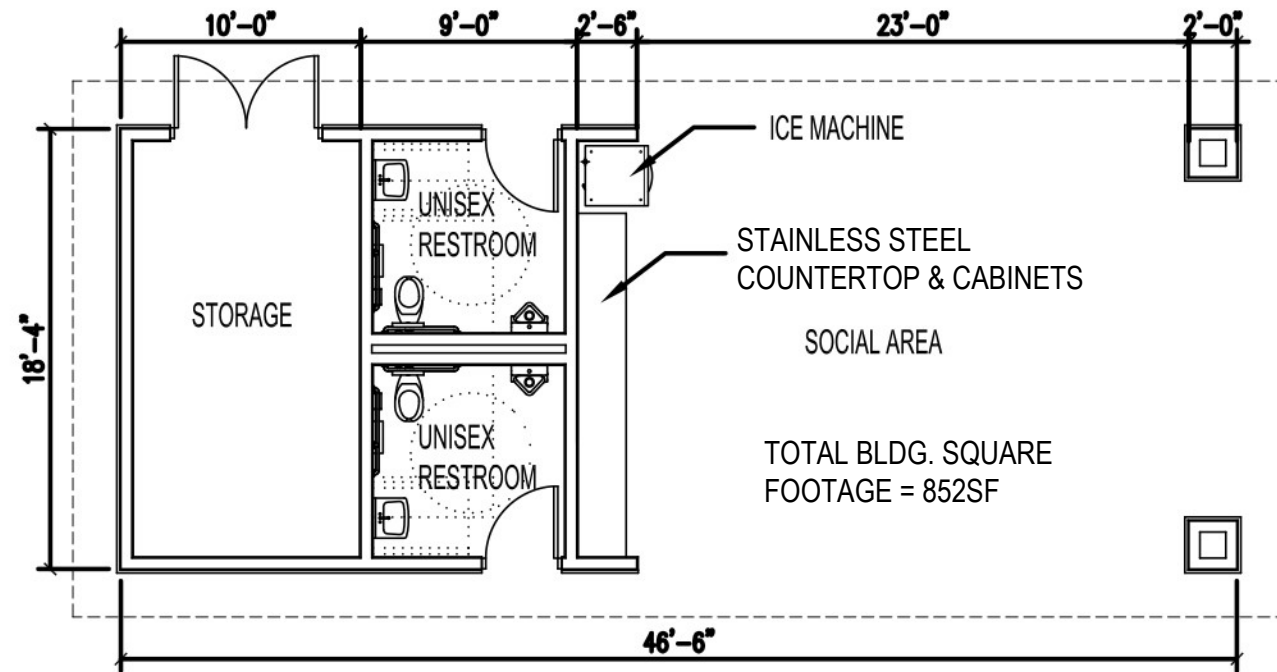 10'-0" 9'-0" 2'-6" 23'-0" 2'-0"
ICE MACHINE
UNISEX
RESTROOM
STAINLESS STEEL
COUNTERTOP & CABINETS
STORAGE
SOCIAL AREA
18'-4"
UNISEX
RESTROOM
TOTAL BLDG. SQUARE
FOOTAGE = 852SF
46'-6"